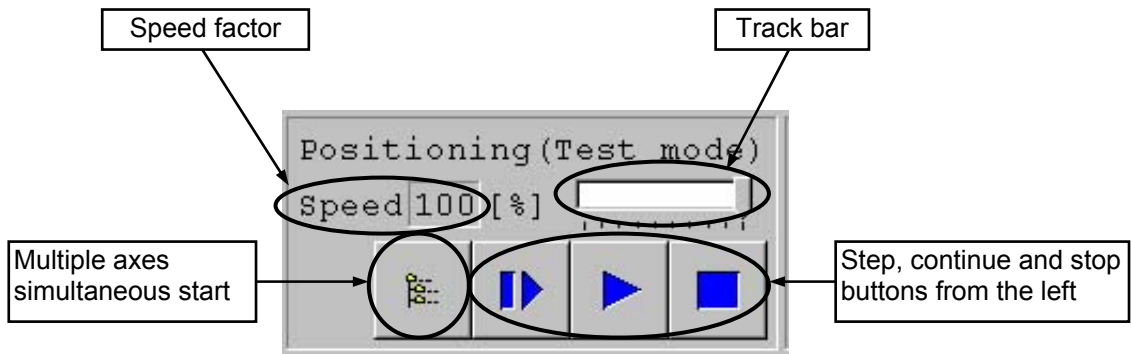 Speed factor
Track bar
Positioning(Test mode)
Speed 100 [%]
Multiple axes
simultaneous start
Step, continue and stop
buttons from the left